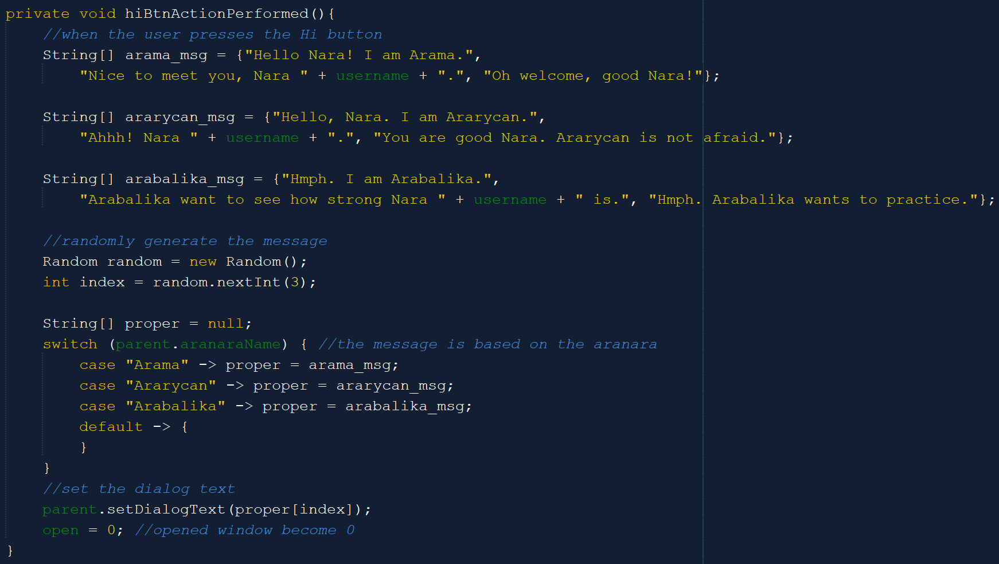 private void hiBtnActionPerformed(){
//when the user presses the Hi button
String[] arama_msg = {"Hello Nara! I am Arama.",
"Nice to meet you, Nara " + username + ".", "Oh welcome, good Nara!"};
String[] ararycan_msg = {"Hello, Nara. I am Ararycan.",
"Ahhh! Nara " + username + ".", "You are good Nara. Ararycan is not afraid."};
String[] arabalika_msg = {"Hmph. I am Arabalika.",
"Arabalika want to see how strong Nara " + username + " is.", "Hmph. Arabalika wants to practice."};
//randomly generate the message
Random random = new Random();
int index = random.nextInt(3);
String[] proper = null;
switch (parent.aranaraName) { //the message is based on the aranara
case "Arama" -> proper = arama_msg;
case "Ararycan" -> proper = ararycan_msg;
case "Arabalika" -> proper = arabalika_msg;
default -> {
}
}
//set the dialog text
parent.setDialogText(proper[index]);
open = 0; //opened window become 0
}